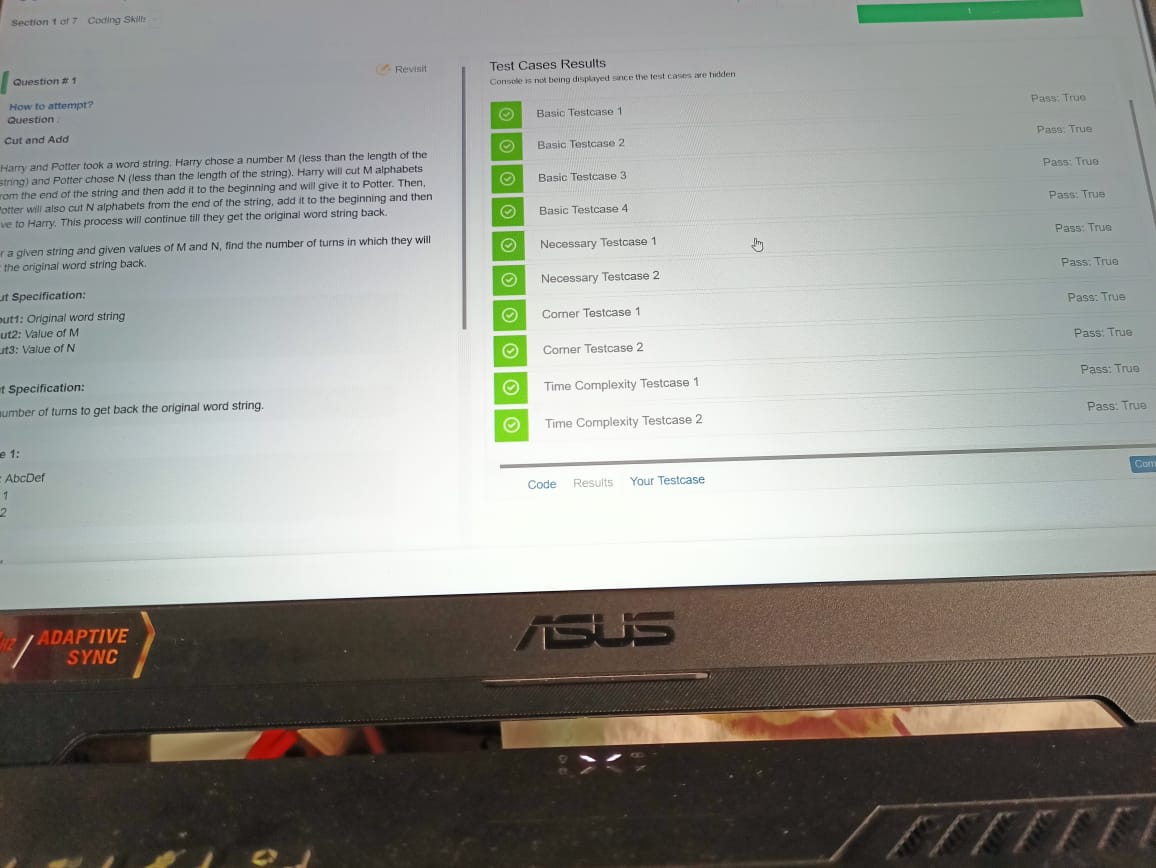 Section 1 of 7 Coding Skills
Question # 1
Revisit
How to attempt?
Question :
Cut and Add
Harry and Potter took a word string. Harry chose a number M (less than the length of the
string) and Potter chose N (less than the length of the string). Harry will cut M alphabets
rom the end of the string and then add it to the beginning and will give it to Potter. Then,
otter will also cut N alphabets from the end of the string, add it to the beginning and then
ve to Harry. This process will continue till they get the original word string back.
r a given string and given values of M and N, find the number of turns in which they will
the original word string back.
ut Specification:
out1: Original word string
ut2: Value of M
ut3: Value of N
t Specification:
umber of turns to get back the original word string.
e 1:
: AbcDef
1
2
Test Cases Results
Console is not being displayed since the test cases are hidden
Basic Testcase 1 Pass: True
Basic Testcase 2 Pass: True
Basic Testcase 3 Pass: True
Basic Testcase 4 Pass: True
Necessary Testcase 1 Pass: True
Necessary Testcase 2 Pass: True
Corner Testcase 1 Pass: True
Corner Testcase 2 Pass: True
Time Complexity Testcase 1 Pass: True
Time Complexity Testcase 2 Pass: True
Com
Code Results Your Testcase
ASUS
HZ / ADAPTIVE
SYNC